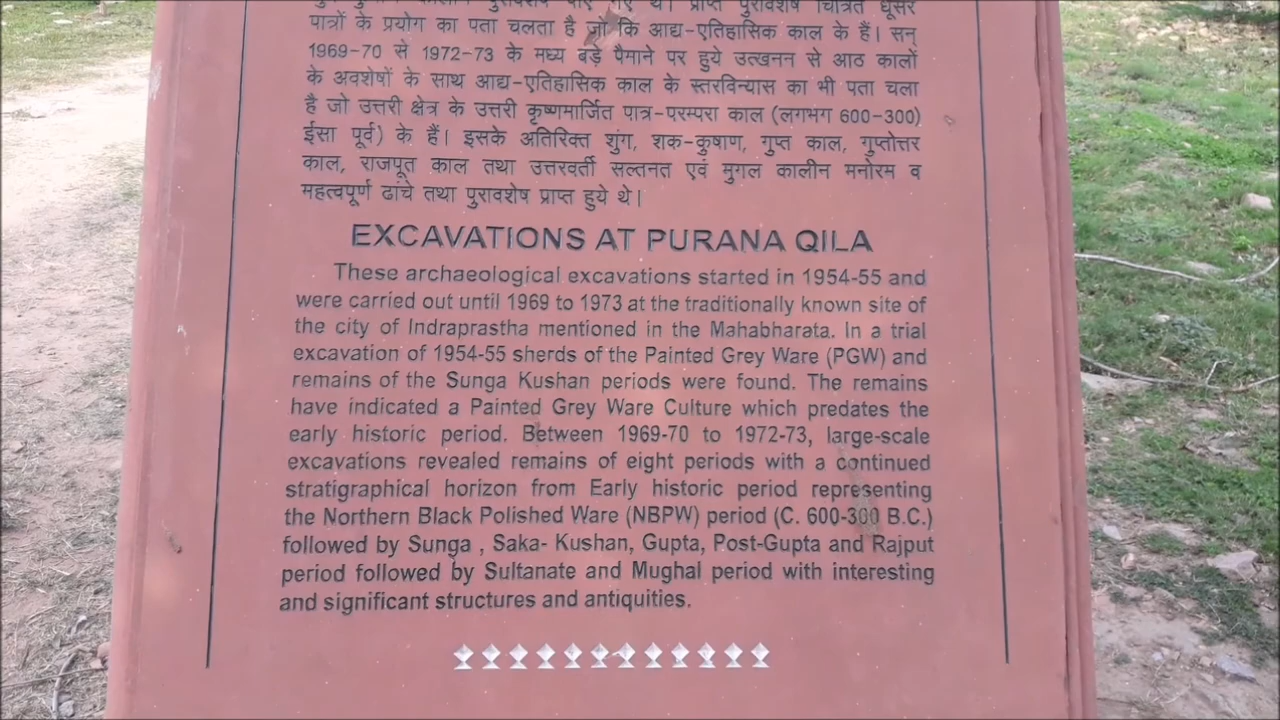 पात्रों के प्रयोग का पता चलता है जो कि आद्य-एतिहासिक काल के हैं। सन्
1969-70 से 1972-73 के मध्य बड़े पैमाने पर हुये उत्खनन से आठ कालों
के अवशेषों के साथ आद्य-एतिहासिक काल के स्तरविन्यास का भी पता चला
है जो उत्तरी क्षेत्र के उत्तरी कृष्णमार्जित पात्र-परम्परा काल (लगभग 600-300)
ईसा पूर्व) के हैं। इसके अतिरिक्त शुंग, शक-कुषाण, गुप्त काल, गुप्तोत्तर
काल, राजपूत काल तथा उत्तरवर्ती सल्तनत एवं मुगल कालीन मनोरम व
महत्वपूर्ण ढांचे तथा पुरावशेष प्राप्त हुये थे।
EXCAVATIONS AT PURANA QILA
These archaeological excavations started in 1954-55 and
were carried out until 1969 to 1973 at the traditionally known site of
the city of Indraprastha mentioned in the Mahabharata. In a trial
excavation of 1954-55 sherds of the Painted Grey Ware (PGW) and
remains of the Sunga Kushan periods were found. The remains
have indicated a Painted Grey Ware Culture which predates the
early historic period. Between 1969-70 to 1972-73, large-scale
excavations revealed remains of eight periods with a continued
stratigraphical horizon from Early historic period representing
the Northern Black Polished Ware (NBPW) period (C. 600-300 B.C.)
followed by Sunga , Saka- Kushan, Gupta, Post-Gupta and Rajput
period followed by Sultanate and Mughal period with interesting
and significant structures and antiquities.